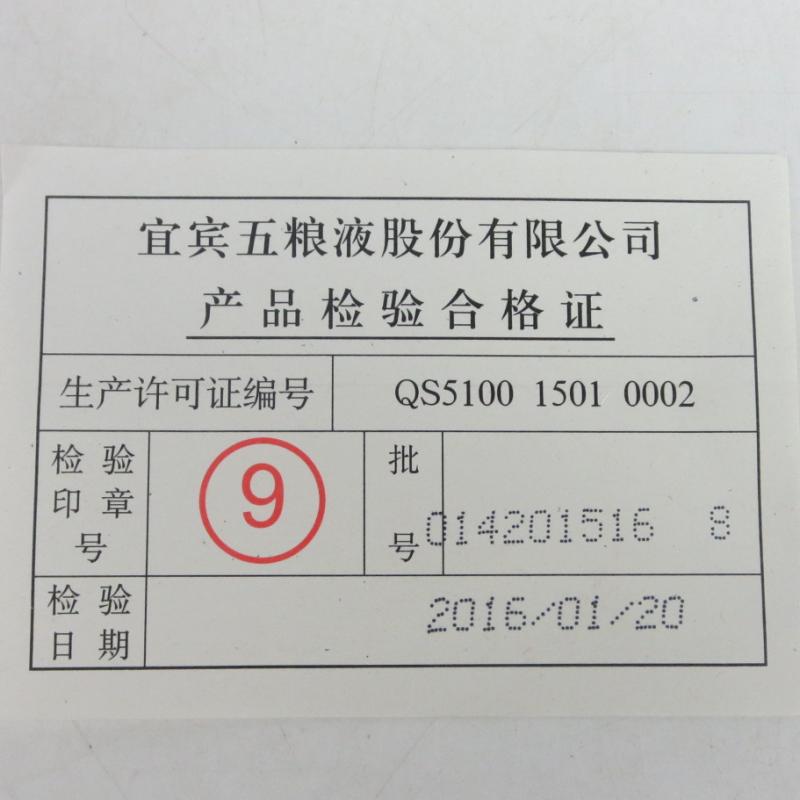 宜宾五粮液股份有限公司
产品检验合格证
生产许可证编号 QS5100 1501 0002
检验印章号 9 批号 014201516 8
检验日期 2016/01/20